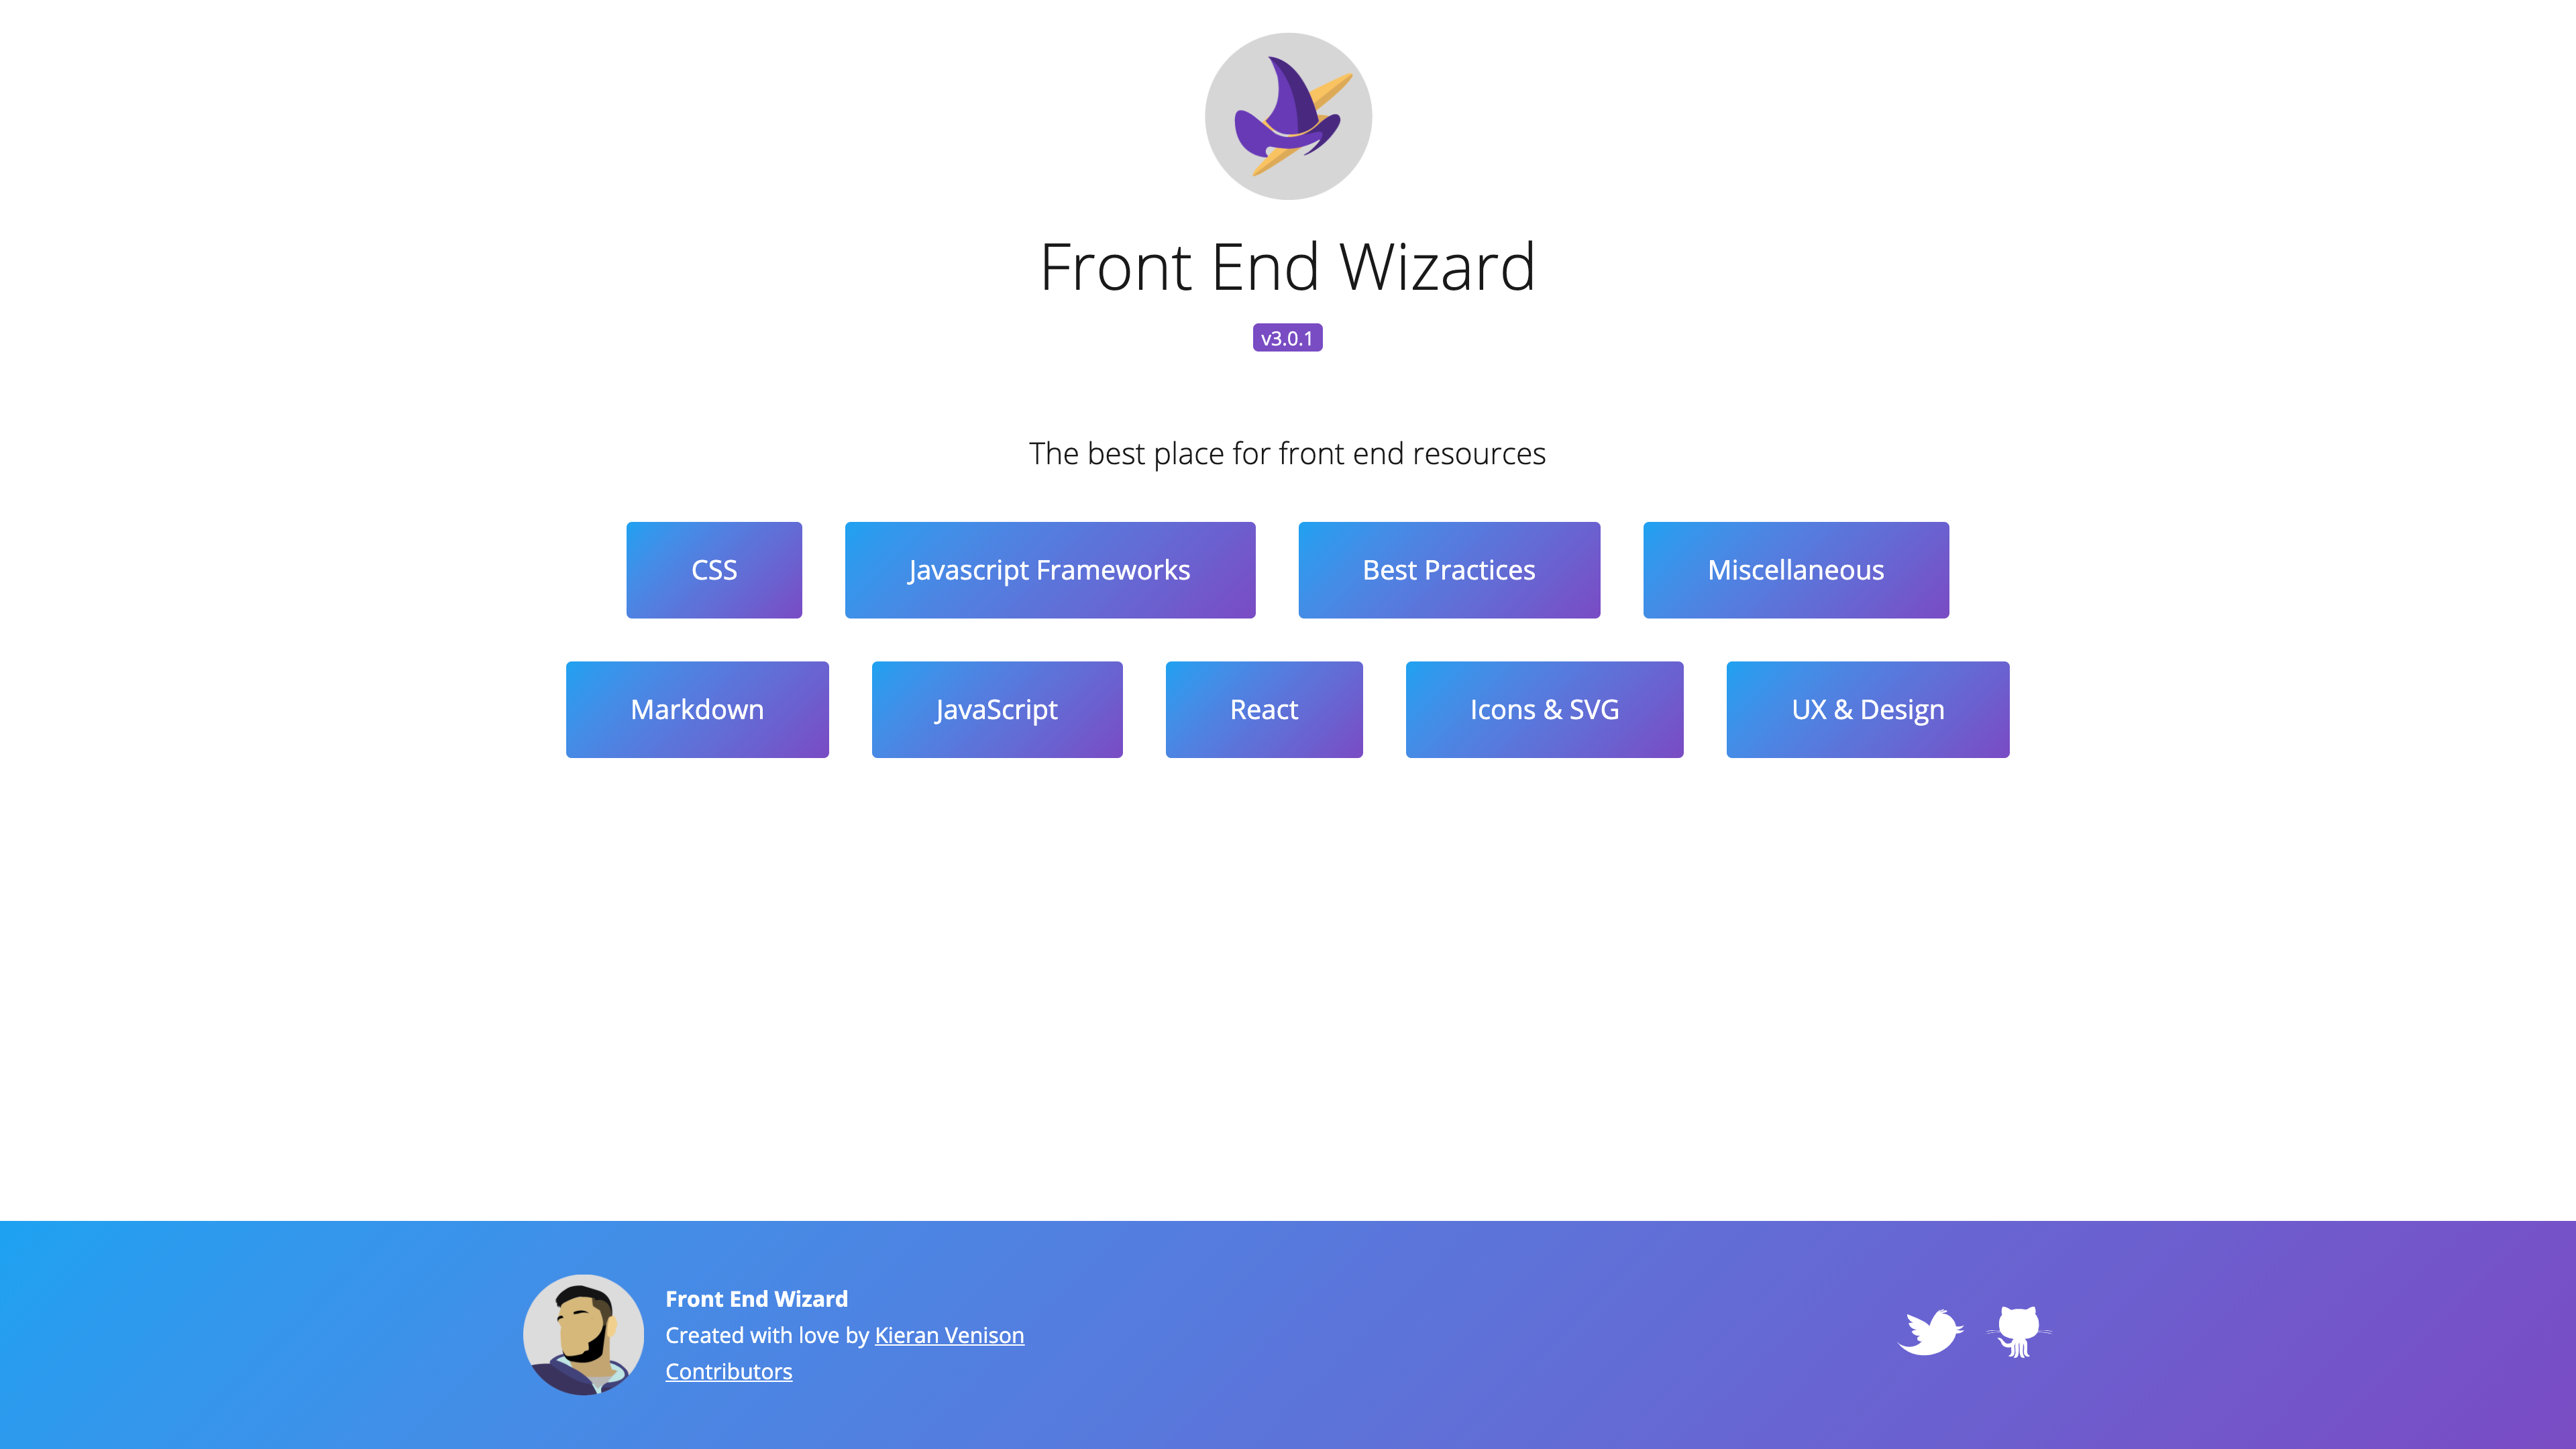 Front End Wizard
v3.0.1
The best place for front end resources
CSS
Javascript Frameworks
Best Practices
Miscellaneous
Markdown
JavaScript
React
Icons & SVG
UX & Design
Front End Wizard
Created with love by Kieran Venison
Contributors